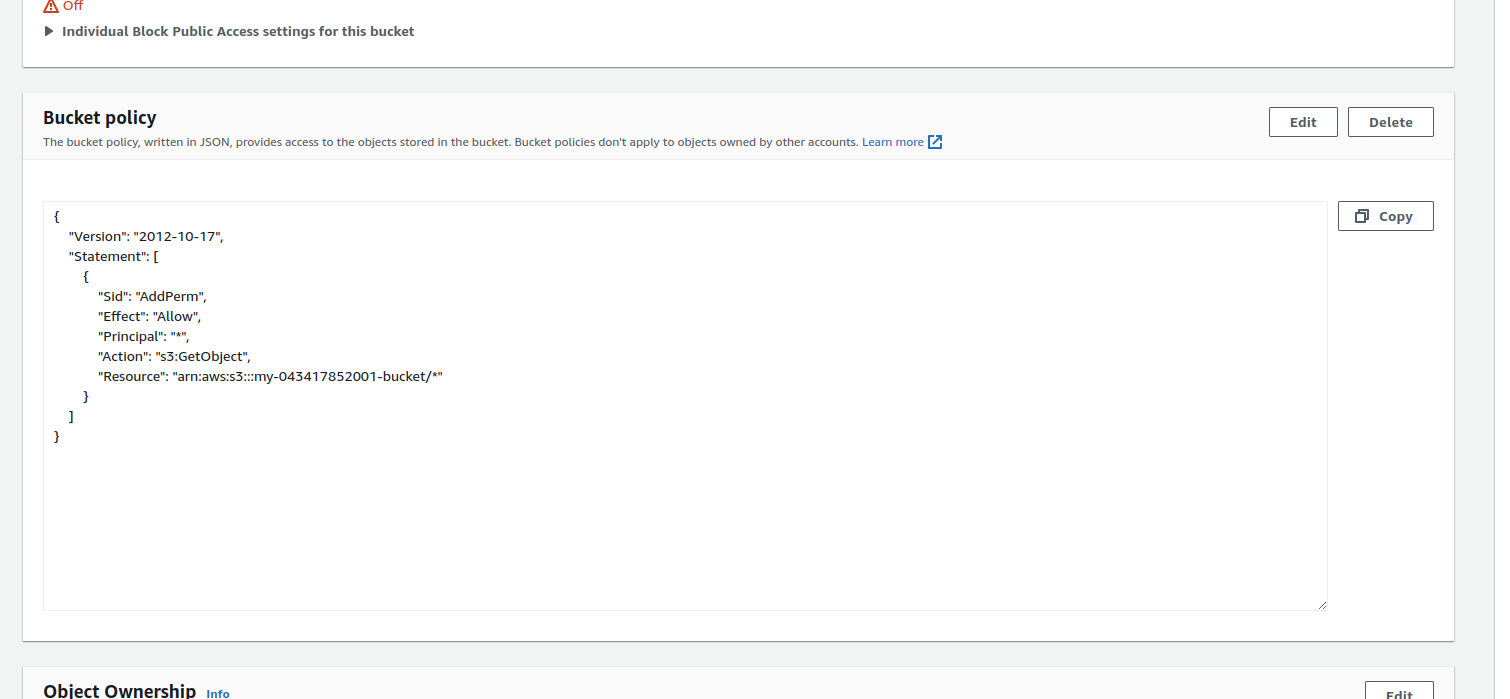 Off
Individual Block Public Access settings for this bucket
Bucket policy
Edit
Delete
The bucket policy, written in JSON, provides access to the objects stored in the bucket. Bucket policies don't apply to objects owned by other accounts. Learn more
{
"Version": "2012-10-17",
"Statement": [
{
"Sid": "AddPerm",
"Effect": "Allow",
"Principal": "*",
"Action": "s3:GetObject",
"Resource": "arn:aws:s3:::my-043417852001-bucket/*"
}
]
}
Copy
Object Ownership Info
Edit